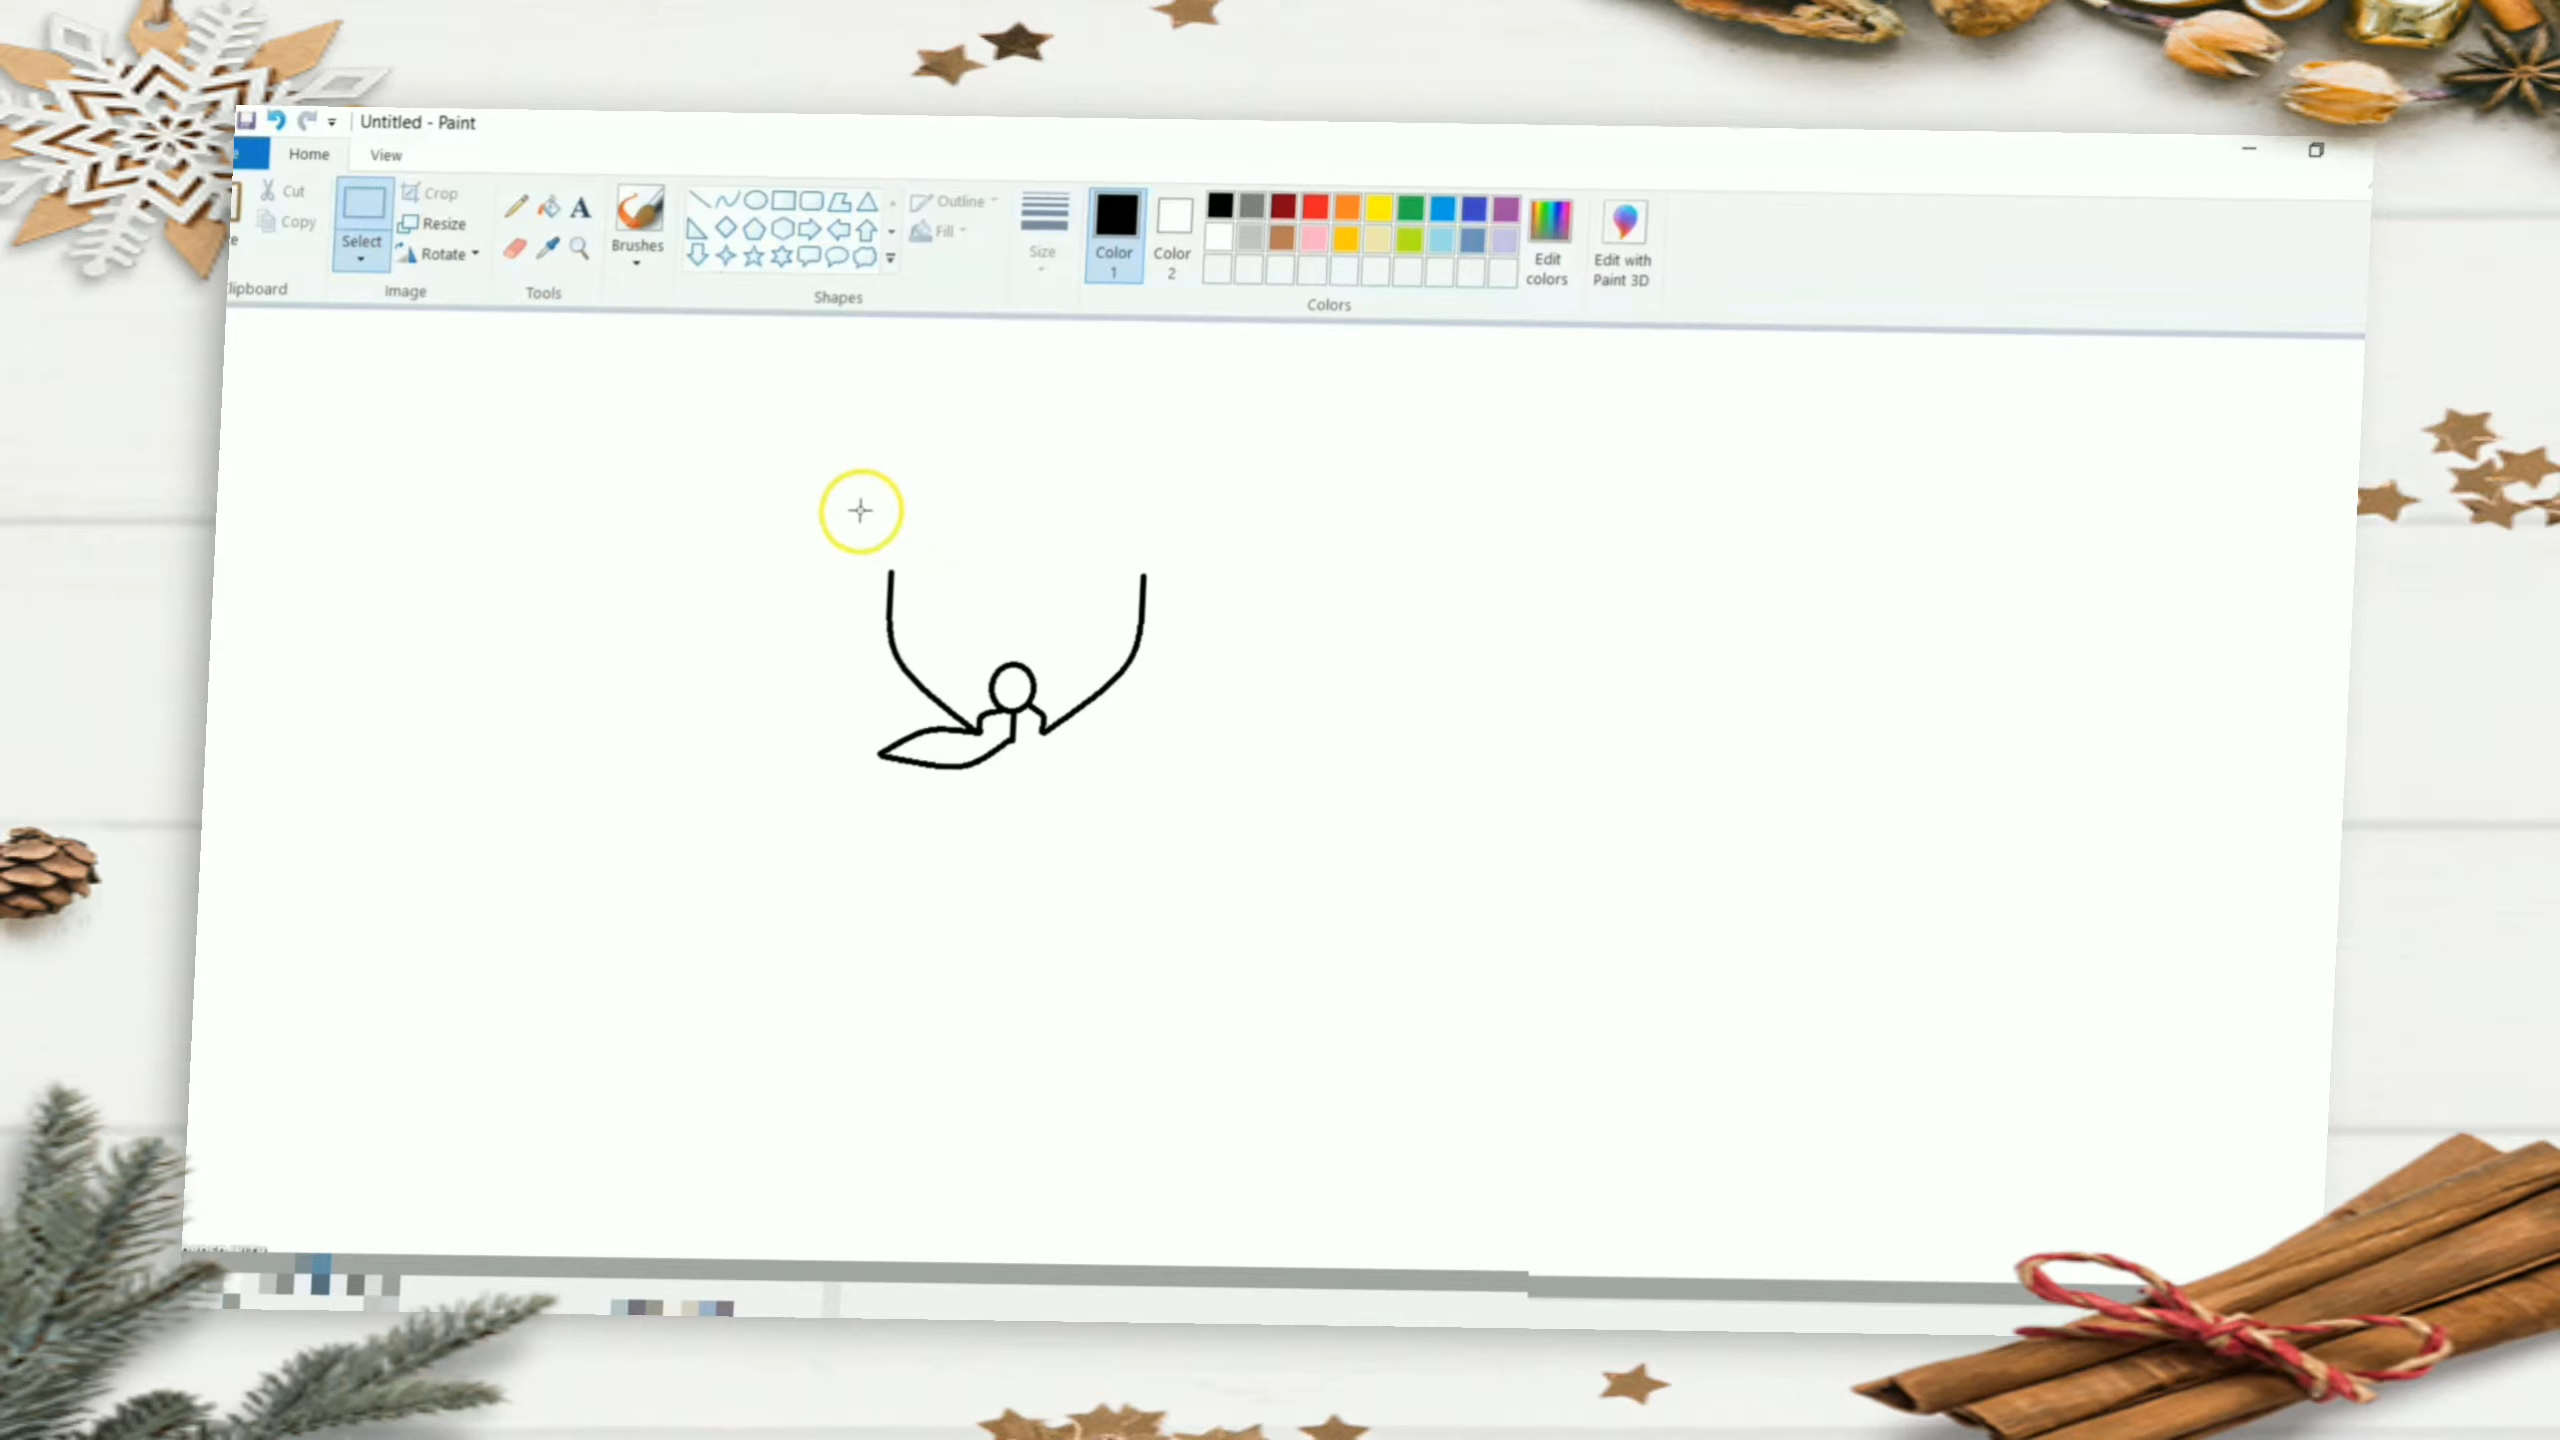 Untitled - Paint
Home View
Cut
Copy
Select
Crop
Resize
Rotate
Brushes
Outline
Fill
Size
Color 1
Color 2
Edit colors
Edit with Paint 3D
lipboard Image Tools Shapes Colors